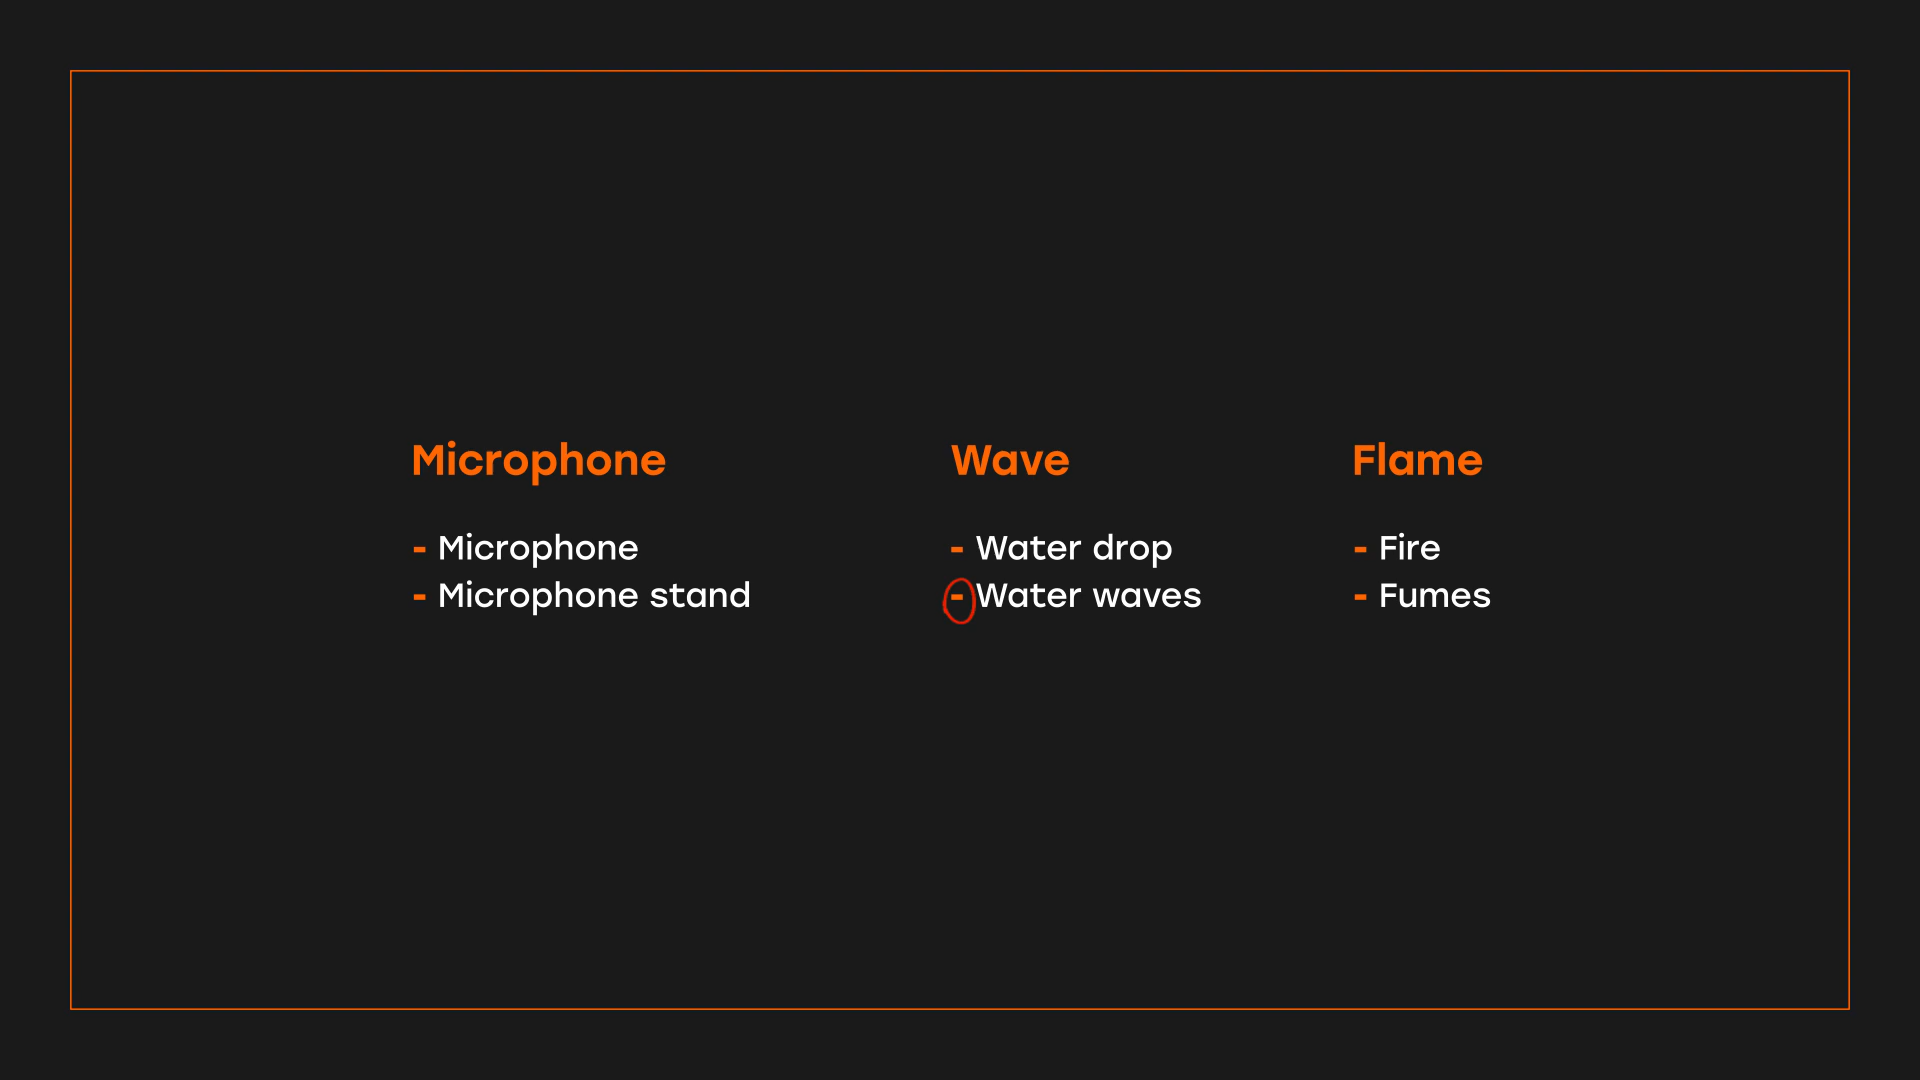 Microphone
- Microphone
- Microphone stand
Wave
- Water drop
- Water waves
Flame
- Fire
- Fumes